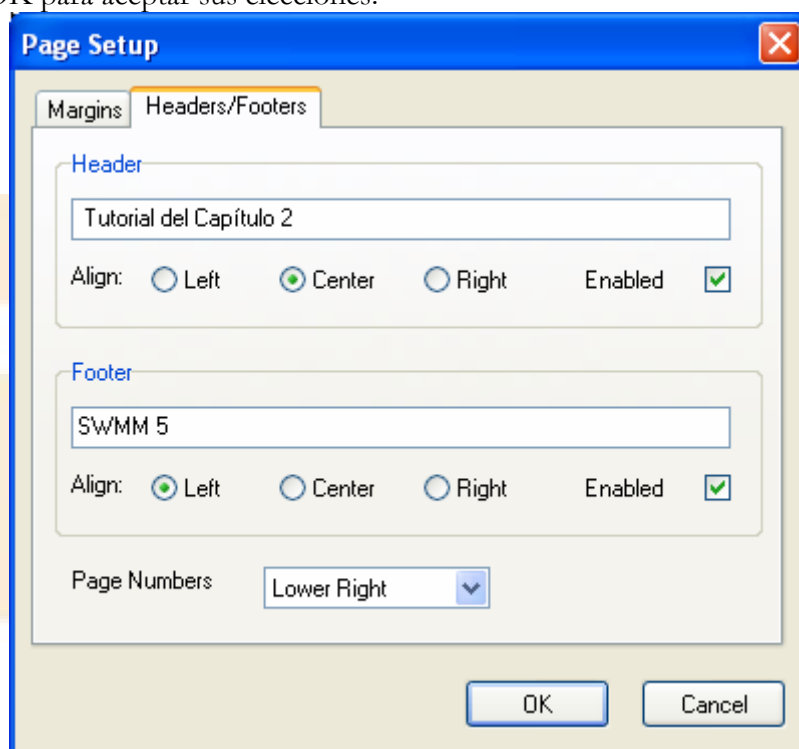 OK para aceptar sus elecciones.
Page Setup
Margins Headers/Footers
Header
Tutorial del Capítulo 2
Align: Left Center Right Enabled
Footer
SWMM 5
Align: Left Center Right Enabled
Page Numbers Lower Right
OK Cancel